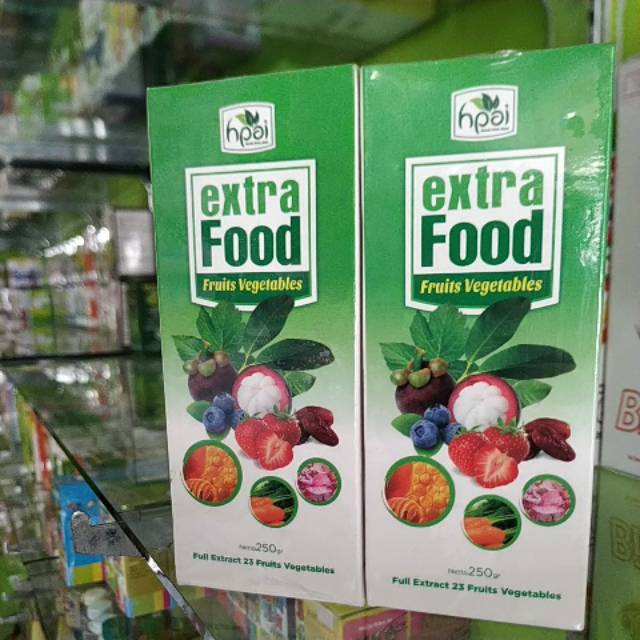 hpai
extra
Food
Fruits Vegetables
Netto250gr
Full Extract 23 Fruits Vegetables
hpai
extra
Food
Fruits Vegetables
Netto250gr
Full Extract 23 Fruits Vegetables